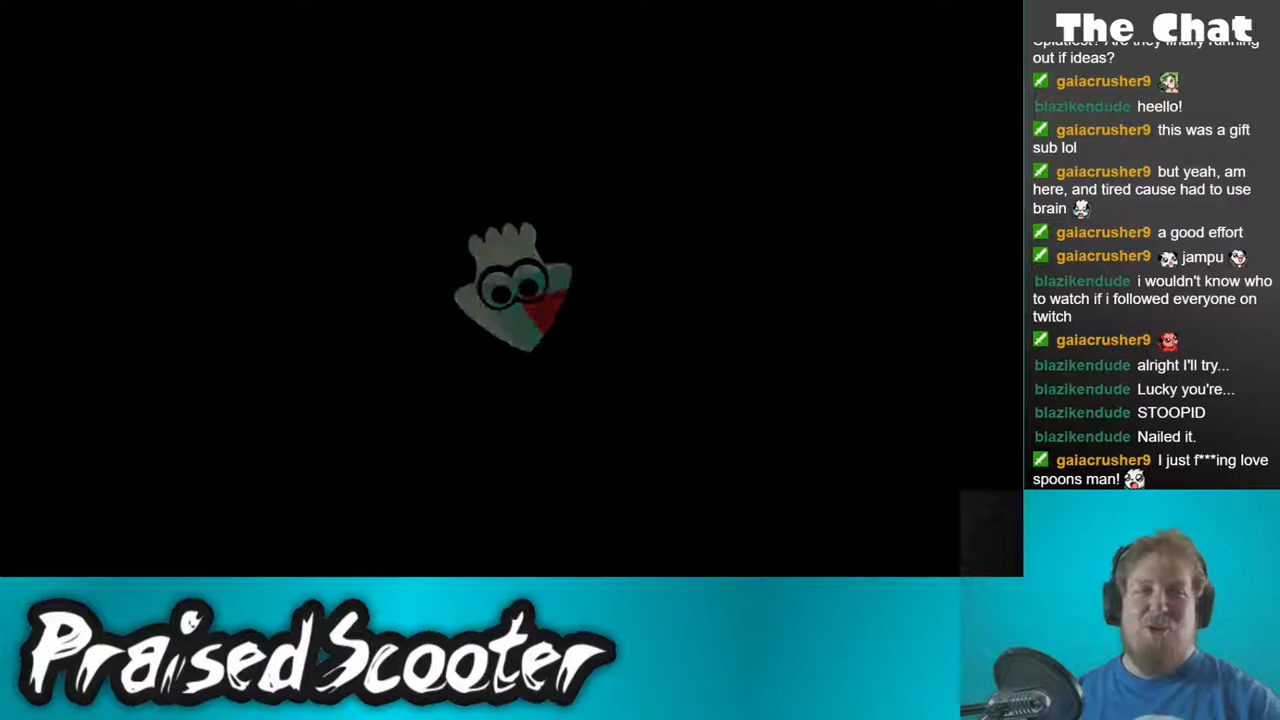 The Chat
out if ideas?
gaiacrusher9
blazikendude heello!
gaiacrusher9 this was a gift
sub lol
gaiacrusher9 but yeah, am
here, and tired cause had to use
brain
gaiacrusher9 a good effort
gaiacrusher9 jampu
blazikendude i wouldn't know who
to watch if i followed everyone on
twitch
gaiacrusher9
blazikendude alright I'll try...
blazikendude Lucky you're...
blazikendude STOOPID
blazikendude Nailed it.
gaiacrusher9 I just f***ing love
spoons man!
PraisedScooter